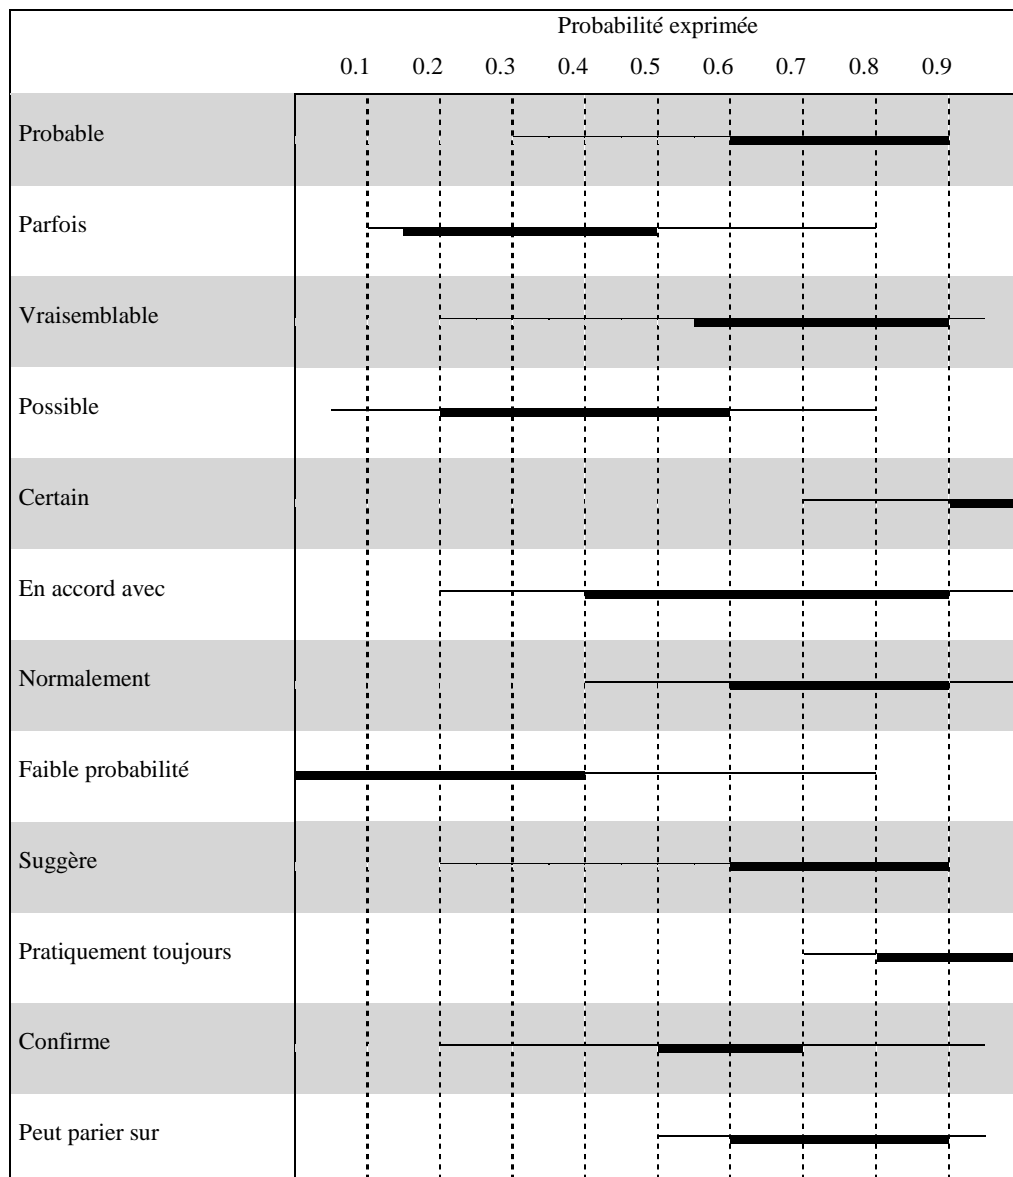 Probabilité exprimée
0.1 0.2 0.3 0.4 0.5 0.6 0.7 0.8 0.9
Probable
Parfois
Vraisemblable
Possible
Certain
En accord avec
Normalement
Faible probabilité
Suggère
Pratiquement toujours
Confirme
Peut parier sur